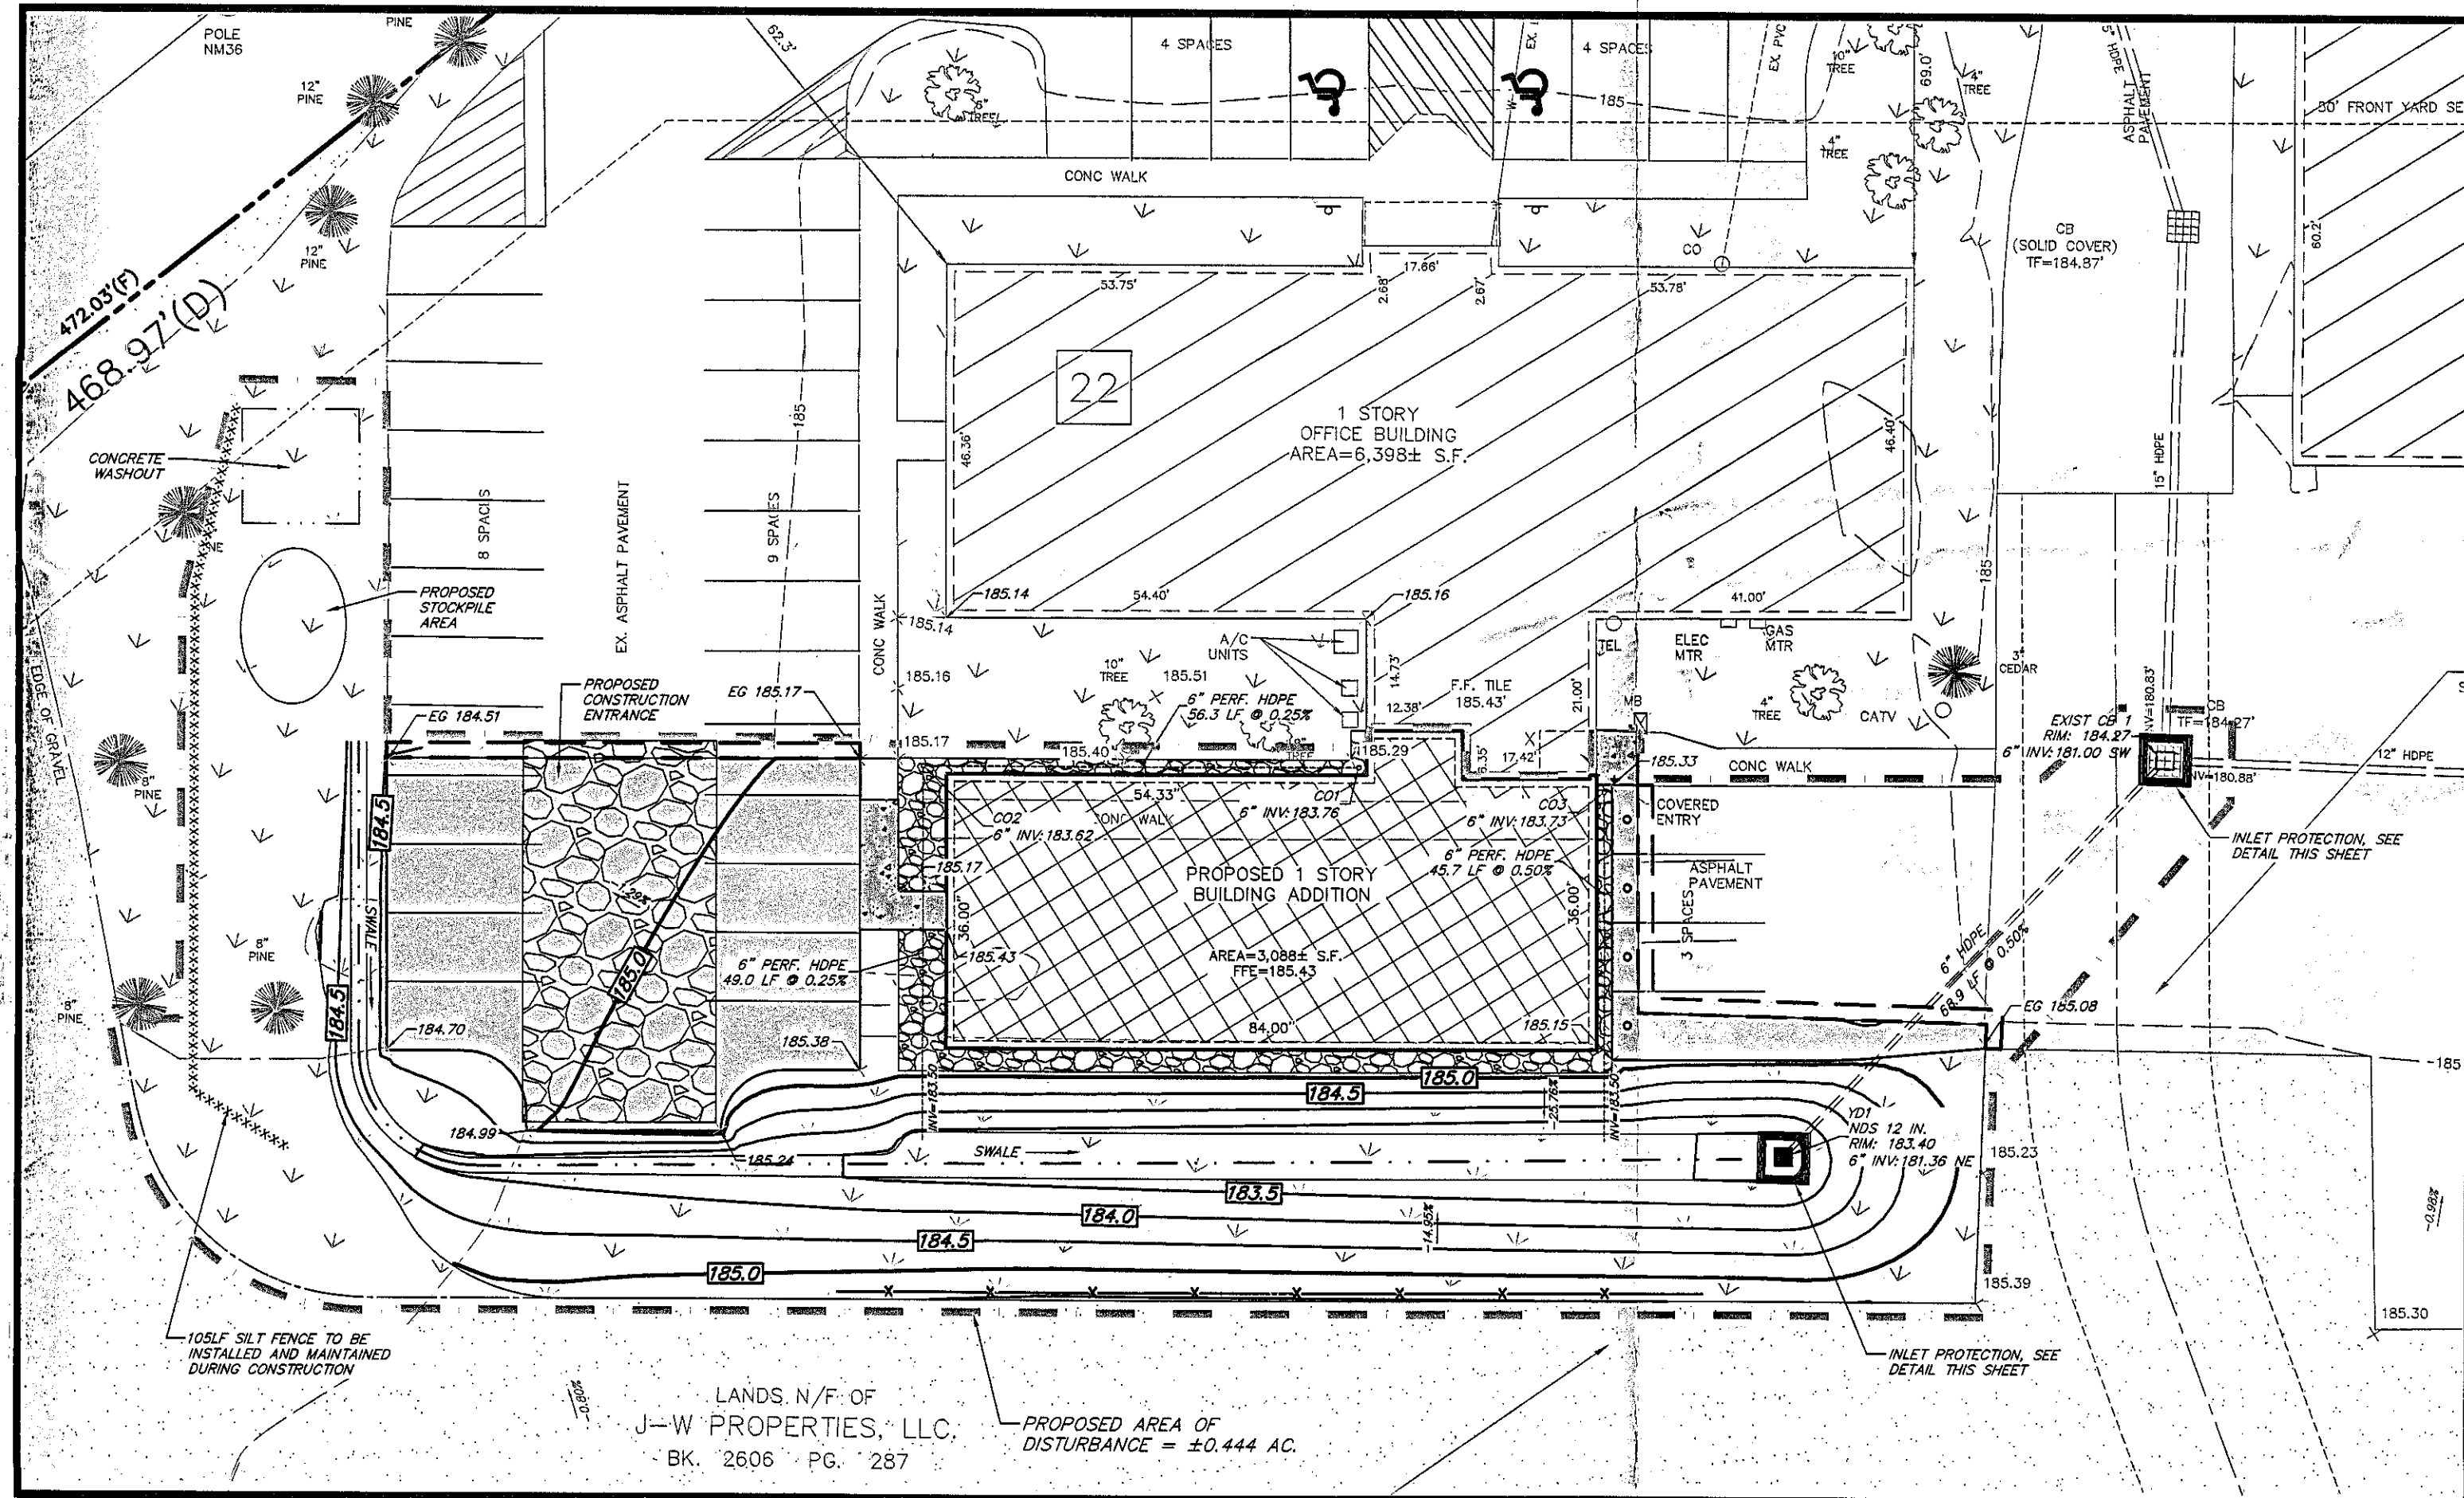 POLE
NM36
PINE
12"
PINE
12"
PINE
62.3'
4 SPACES
EX. PVC
4 SPACES
185
10"
TREE
69.0'
4"
TREE
4"
TREE
6"
TREE
HDPE
ASPHALT
PAVEMENT
30' FRONT YARD SE
CONC WALK
472.03'(F)
468.97'(D)
CO
CB
(SOLID COVER)
TF=184.87'
60.2'
53.75'
2.68'
17.66'
2.67'
53.78'
22
1 STORY
OFFICE BUILDING
AREA=6,398± S.F.
46.36'
46.40'
CONCRETE
WASHOUT
8 SPACES
EX. ASPHALT PAVEMENT
9 SPACES
185
15" HDPE
PROPOSED
STOCKPILE
AREA
CONC WALK
185.14
54.40'
185.16
41.00'
185
185.14
A/C
UNITS
TEL
ELEC
MTR
GAS
MTR
3"
CEDAR
EDGE OF GRAVEL
185.16
10"
TREE
185.51
14.73'
F.F. TILE
185.43'
21.00'
MB
4"
TREE
CATV
PROPOSED
CONSTRUCTION
ENTRANCE
EG 185.17
6" PERF. HDPE
56.3 LF @ 0.25%
12.38'
EG 184.51
EXIST CB 1
RIM: 184.27
6" INV:181.00 SW
INV=180.83'
CB
TF=184.27'
12" HDPE
INV=180.88'
185.17
185.40
TREE
185.29
6.35'
17.42'
185.33
CONC WALK
8"
PINE
184.5
54.33"
CO1
6" INV:183.76
CO2
6" INV:183.62
CONC WALK
CO3
6" INV:183.73
COVERED
ENTRY
INLET PROTECTION, SEE
DETAIL THIS SHEET
185.17
PROPOSED 1 STORY
BUILDING ADDITION
6" PERF. HDPE
45.7 LF @ 0.50%
ASPHALT
PAVEMENT
1.29%
36.00"
36.00"
3 SPACES
SWALE
8"
PINE
185.0
6" PERF. HDPE
49.0 LF @ 0.25%
185.43
AREA=3,088± S.F.
FFE=185.43
6" HDPE
68.9 LF @ 0.50%
8"
PINE
184.5
184.70
185.38
84.00"
185.15
EG 185.08
185
INV=183.50
184.5
185.0
-25.76%
INV=183.50
YD1
NDS 12 IN.
RIM: 183.40
6" INV:181.36 NE
184.99
185.24
SWALE
185.23
183.5
184.0
184.5
-14.95%
-0.98%
185.0
185.39
185.30
105LF SILT FENCE TO BE
INSTALLED AND MAINTAINED
DURING CONSTRUCTION
INLET PROTECTION, SEE
DETAIL THIS SHEET
-0.80%
LANDS N/F OF
J-W PROPERTIES, LLC.
BK. 2606 PG. 287
PROPOSED AREA OF
DISTURBANCE = ±0.444 AC.